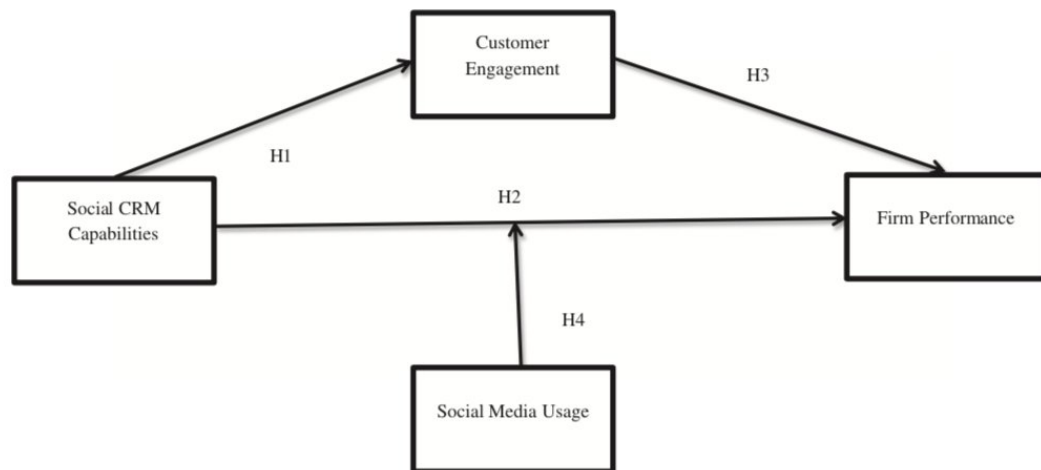 Customer
Engagement
H3
H1
Social CRM
Capabilities
H2
Firm Performance
H4
Social Media Usage